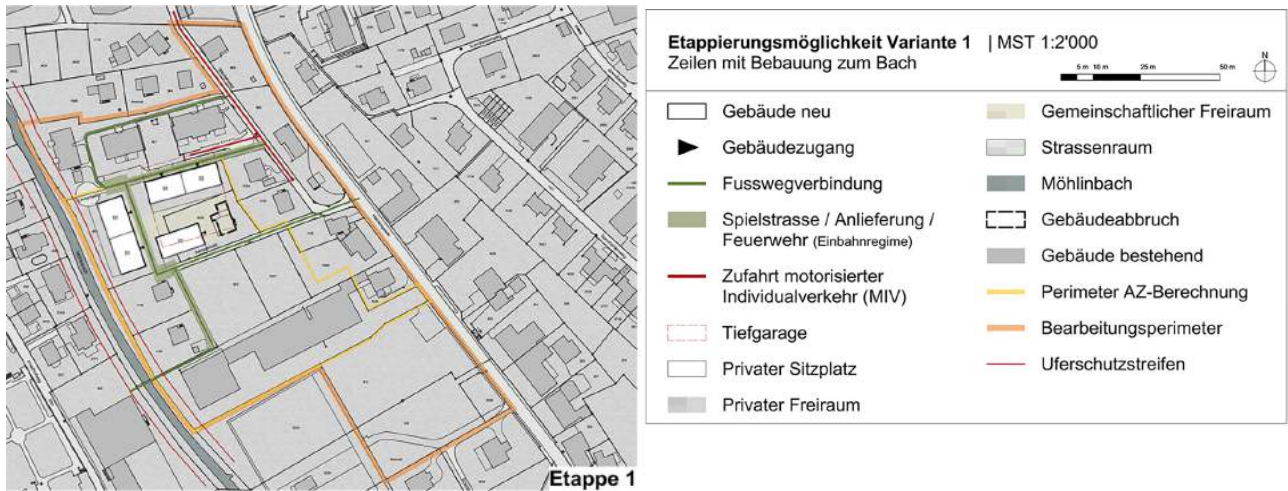 Etappierungsmöglichkeit Variante 1 | MST 1:2'000
Zeilen mit Bebauung zum Bach
5 m 10 m 25 m 50 m
N
Gebäude neu
Gebäudezugang
Fusswegverbindung
Spielstrasse / Anlieferung /
Feuerwehr (Einbahnregime)
Zufahrt motorisierter
Individualverkehr (MIV)
Tiefgarage
Privater Sitzplatz
Privater Freiraum
Gemeinschaftlicher Freiraum
Strassenraum
Möhlinbach
Gebäudeabbruch
Gebäude bestehend
Perimeter AZ-Berechnung
Bearbeitungsperimeter
Uferschutzstreifen
Etappe 1